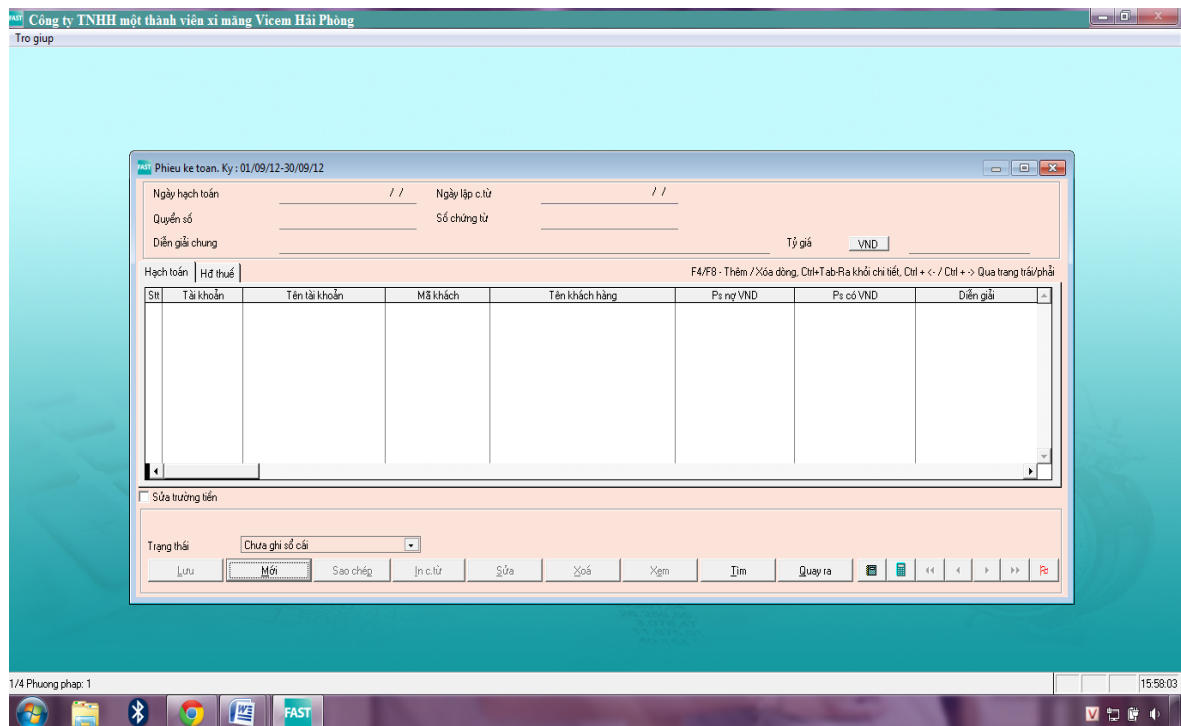 FAST Công ty TNHH một thành viên xi măng Vicem Hải Phòng
Tro giup
FAST Phieu ke toan. Ky : 01/09/12-30/09/12
Ngày hạch toán / / Ngày lập c.từ / /
Quyển số Số chứng từ
Diễn giải chung Tỷ giá VND
Hạch toán Hđ thuế F4/F8 - Thêm / Xóa dòng, Ctrl+Tab-Ra khỏi chi tiết, Ctrl + <- / Ctrl + -> Qua trang trái/phải
Stt Tài khoản Tên tài khoản Mã khách Tên khách hàng Ps nợ VND Ps có VND Diễn giải
Sửa trường tiền
Trạng thái Chưa ghi sổ cái
Lưu Mới Sao chép In c.từ Sửa Xoá Xem Tìm Quay ra
1/4 Phuong phap: 1 15:58:03
FAST V